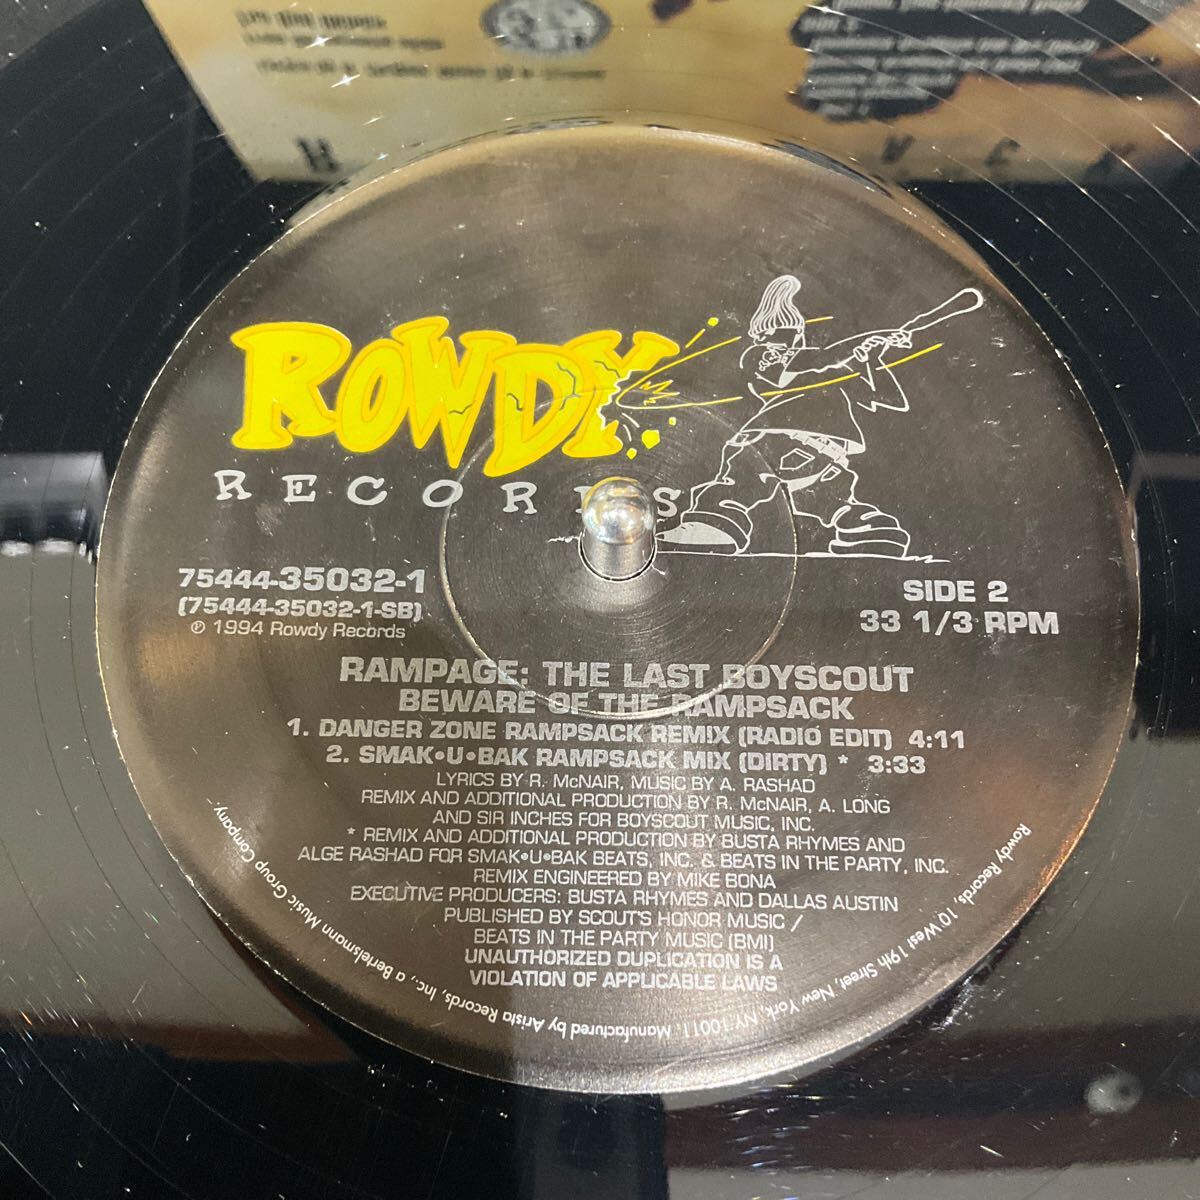 ROWDY
RECORDS
75444-35032-1
(75444-35032-1-SB)
℗ 1994 Rowdy Records
SIDE 2
33 1/3 RPM
RAMPAGE: THE LAST BOYSCOUT
BEWARE OF THE RAMPSACK
1. DANGER ZONE RAMPSACK REMIX (RADIO EDIT) 4:11
2. SMAK•U•BAK RAMPSACK MIX (DIRTY) * 3:33
LYRICS BY R. McNAIR, MUSIC BY A. RASHAD
REMIX AND ADDITIONAL PRODUCTION BY R. McNAIR, A. LONG
AND SIR INCHES FOR BOYSCOUT MUSIC, INC.
* REMIX AND ADDITIONAL PRODUCTION BY BUSTA RHYMES AND
ALGE RASHAD FOR SMAK•U•BAK BEATS, INC. & BEATS IN THE PARTY, INC.
REMIX ENGINEERED BY MIKE BONA
EXECUTIVE PRODUCERS: BUSTA RHYMES AND DALLAS AUSTIN
PUBLISHED BY SCOUT'S HONOR MUSIC /
BEATS IN THE PARTY MUSIC (BMI)
UNAUTHORIZED DUPLICATION IS A
VIOLATION OF APPLICABLE LAWS
Rowdy Records, 10 West 19th Street, New York, NY 10011. Manufactured by Arista Records, Inc., a Bertelsmann Music Group Company.